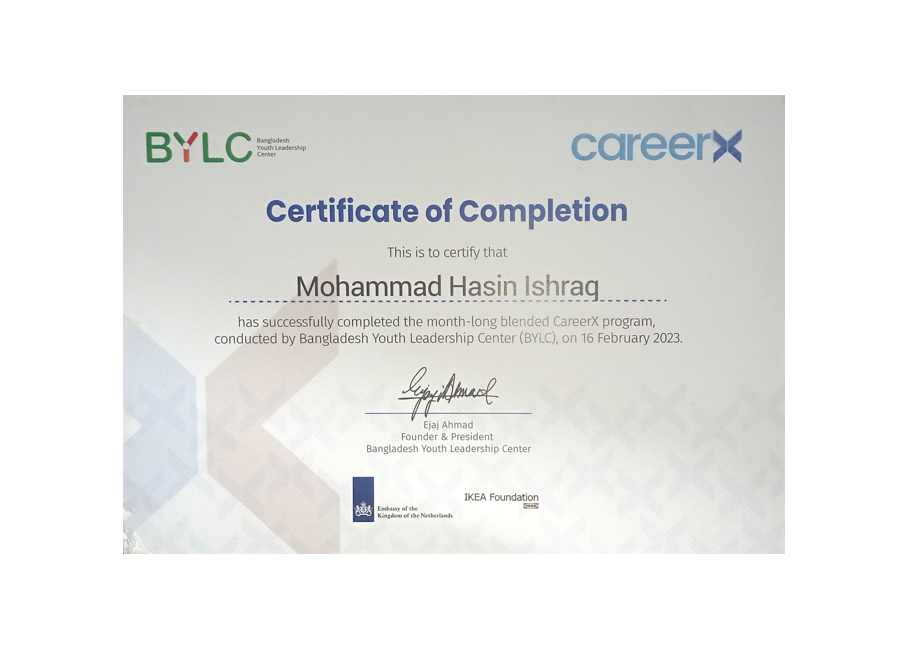 BYLC
Bangladesh
Youth Leadership
Center
careerX
Certificate of Completion
This is to certify that
Mohammad Hasin Ishraq
has successfully completed the month-long blended CareerX program,
conducted by Bangladesh Youth Leadership Center (BYLC), on 16 February 2023.
Ejaj Ahmad
Ejaj Ahmad
Founder & President
Bangladesh Youth Leadership Center
Embassy of the
Kingdom of the Netherlands
IKEA Foundation
IKEA